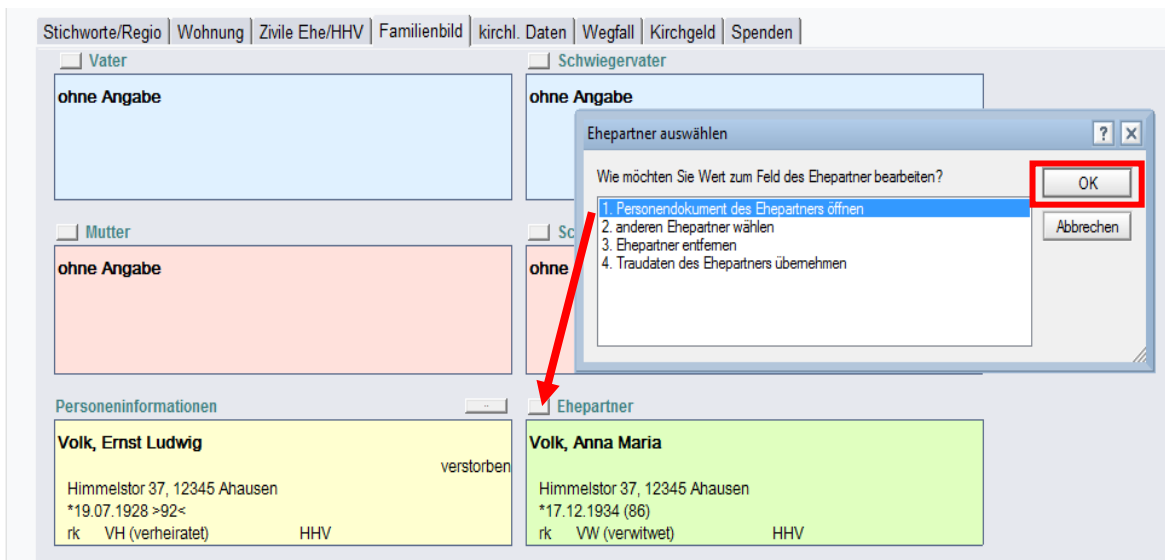 Stichworte/Regio Wohnung Zivile Ehe/HHV Familienbild kirchl. Daten Wegfall Kirchgeld Spenden
Vater
ohne Angabe
Schwiegervater
ohne Angabe
Ehepartner auswählen
Wie möchten Sie Wert zum Feld des Ehepartner bearbeiten?
1. Personendokument des Ehepartners öffnen
2. anderen Ehepartner wählen
3. Ehepartner entfernen
4. Traudaten des Ehepartners übernehmen
OK
Abbrechen
Mutter
ohne Angabe
Sc
ohne
Personeninformationen
Volk, Ernst Ludwig
verstorben
Himmelstor 37, 12345 Ahausen
*19.07.1928 >92<
rk VH (verheiratet) HHV
Ehepartner
Volk, Anna Maria
Himmelstor 37, 12345 Ahausen
*17.12.1934 (86)
rk VW (verwitwet) HHV